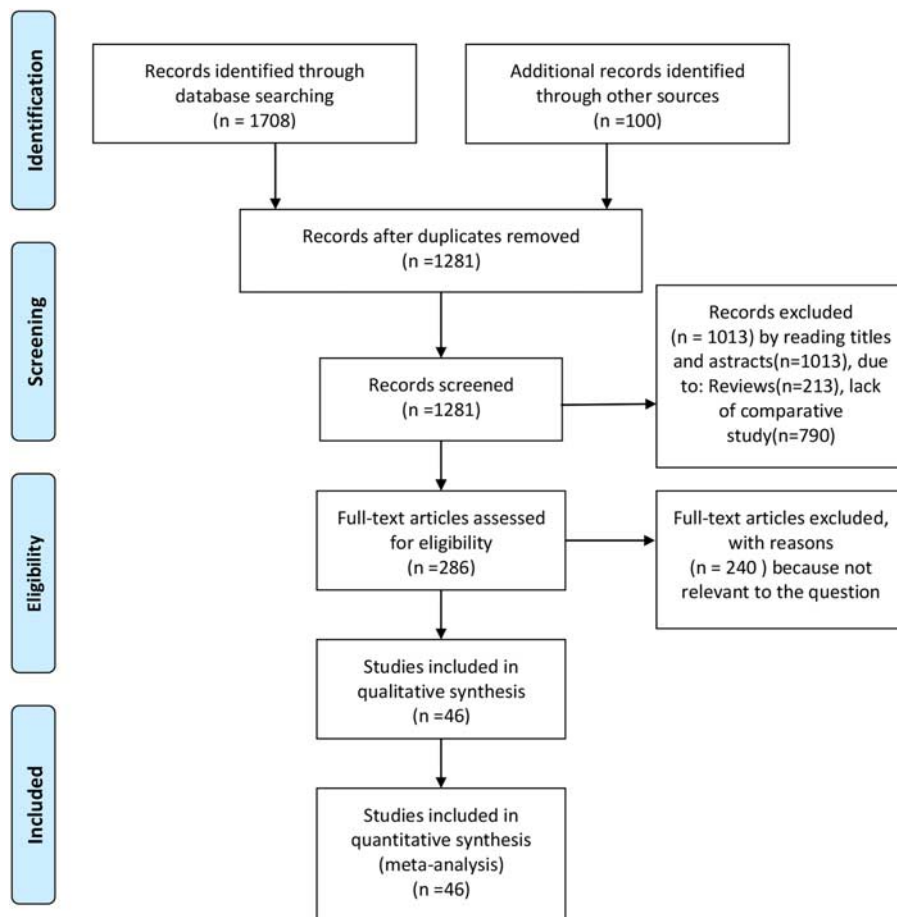 Identification
Records identified through
database searching
(n = 1708)
Additional records identified
through other sources
(n =100)
Records after duplicates removed
(n =1281)
Screening
Records screened
(n =1281)
Records excluded
(n = 1013) by reading titles
and astracts(n=1013), due
to: Reviews(n=213), lack
of comparative
study(n=790)
Eligibility
Full-text articles assessed
for eligibility
(n =286)
Full-text articles excluded,
with reasons
(n = 240 ) because not
relevant to the question
Studies included in
qualitative synthesis
(n =46)
Included
Studies included in
quantitative synthesis
(meta-analysis)
(n =46)